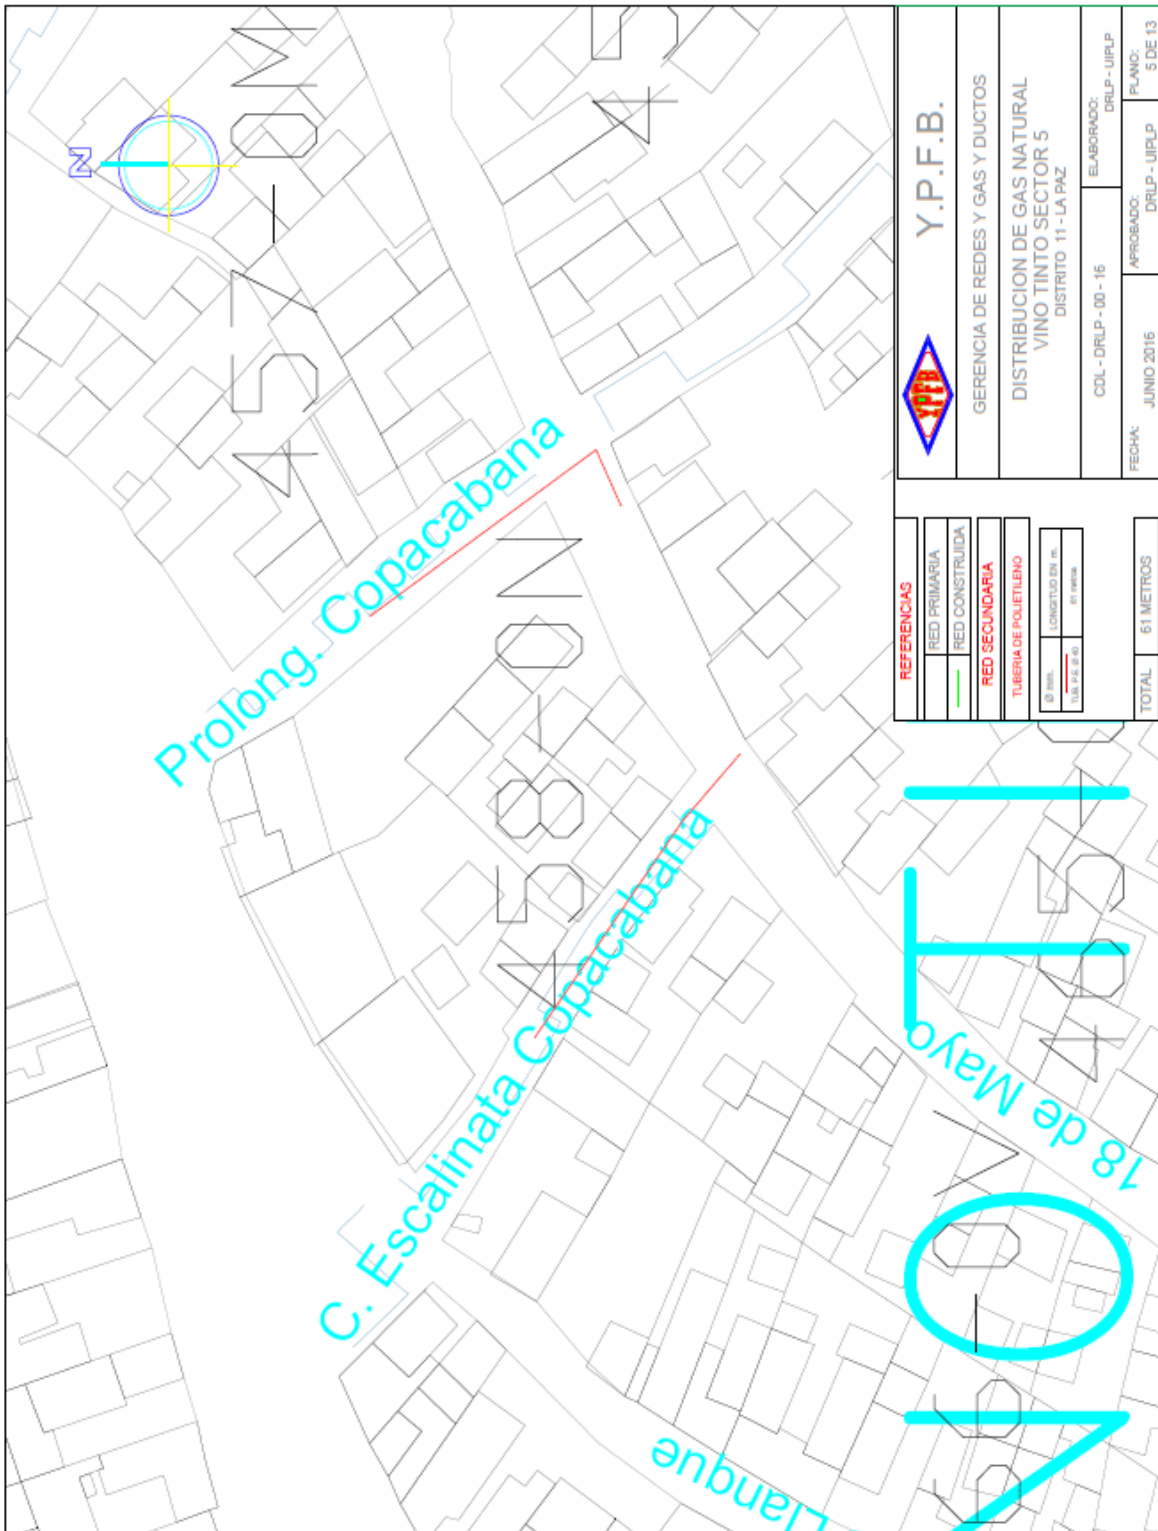 N
457-0M
45
Prolong. Copacabana
458-0N
C. Escalinata Copacabana
18 de Mayo
Llanque
YPFB
Y.P.F.B.
GERENCIA DE REDES Y GAS Y DUCTOS
DISTRIBUCION DE GAS NATURAL
VINO TINTO SECTOR 5
DISTRITO 11 - LA PAZ
CDL - DRLP - 00 - 16
ELABORADO:
DRLP - UIPLP
FECHA:
JUNIO 2016
APROBADO:
DRLP - UIPLP
PLANO:
5 DE 13
REFERENCIAS
RED PRIMARIA
RED CONSTRUIDA
RED SECUNDARIA
TUBERIA DE POLIETILENO
Ø mm. LONGITUD EN m.
TUB. P.E. Ø 40 61 metros
TOTAL 61 METROS